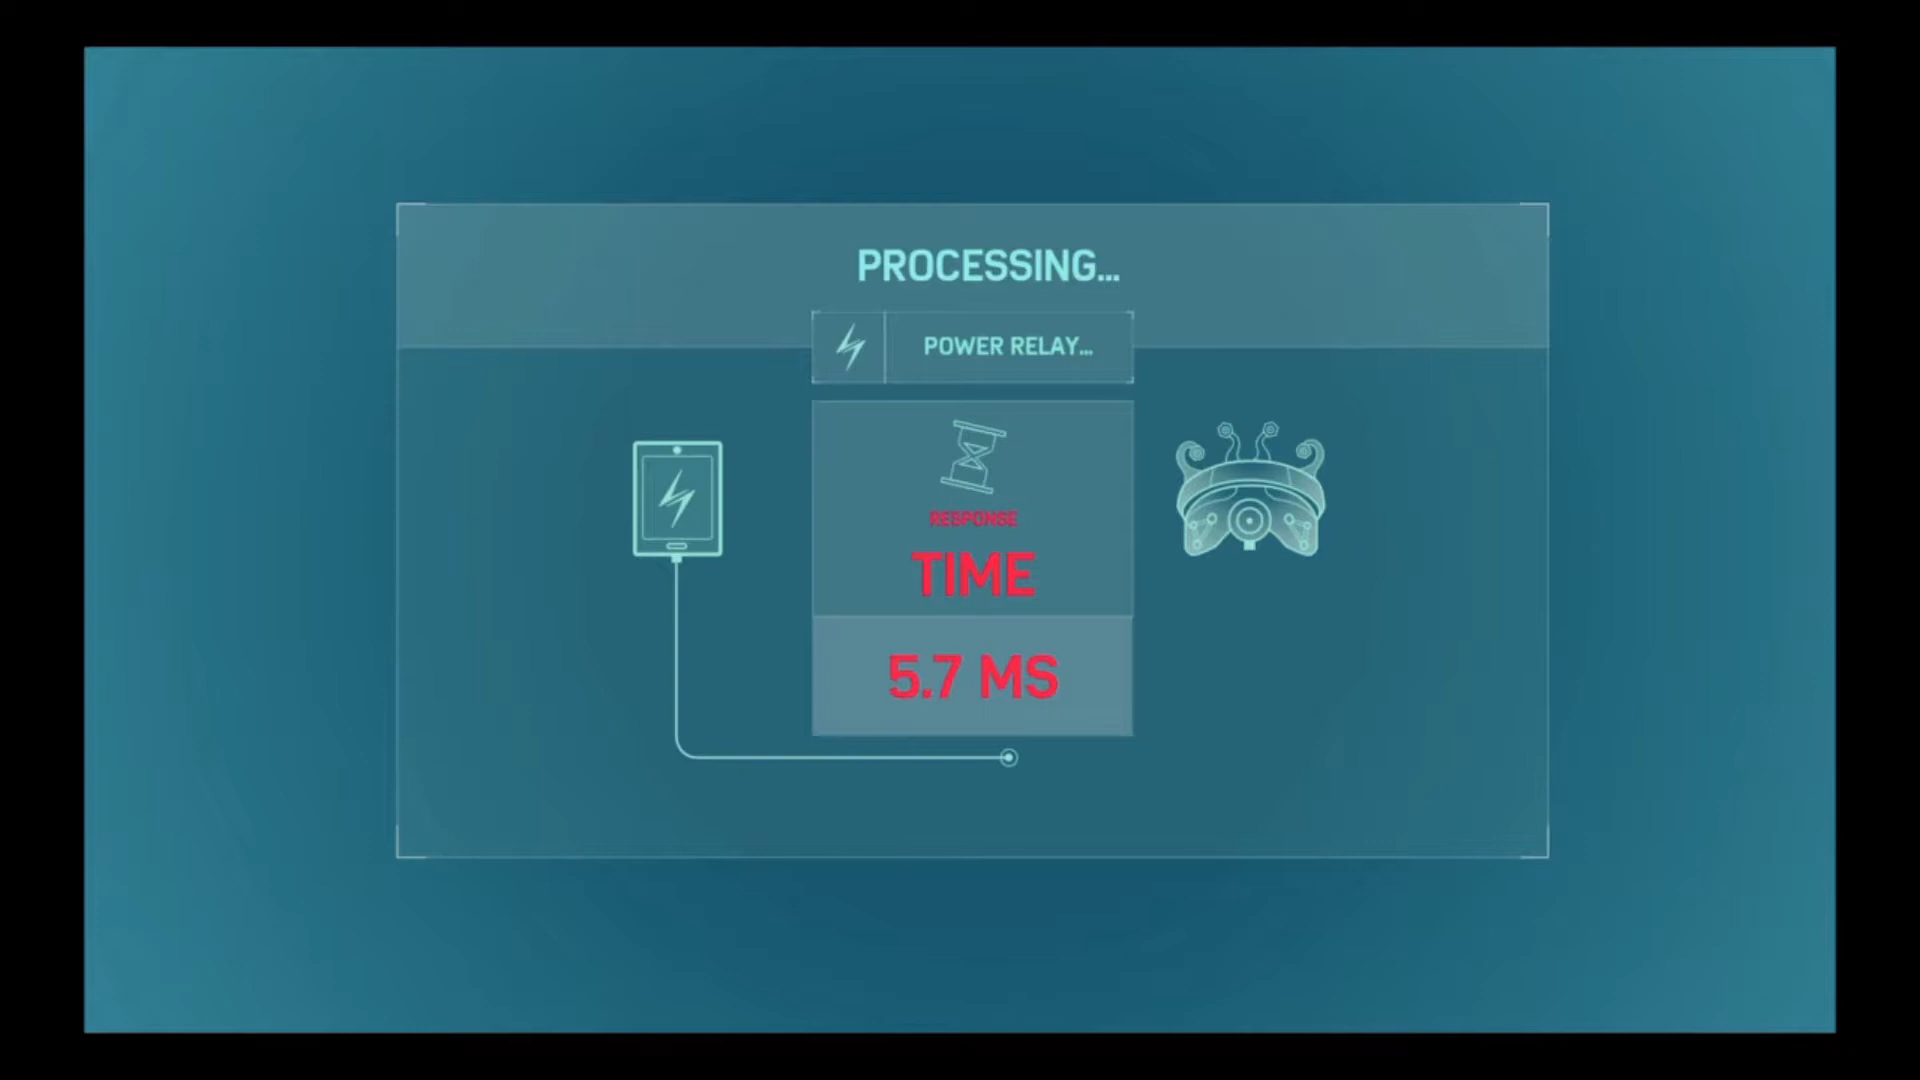 PROCESSING...
POWER RELAY...
RESPONSE
TIME
5.7 MS